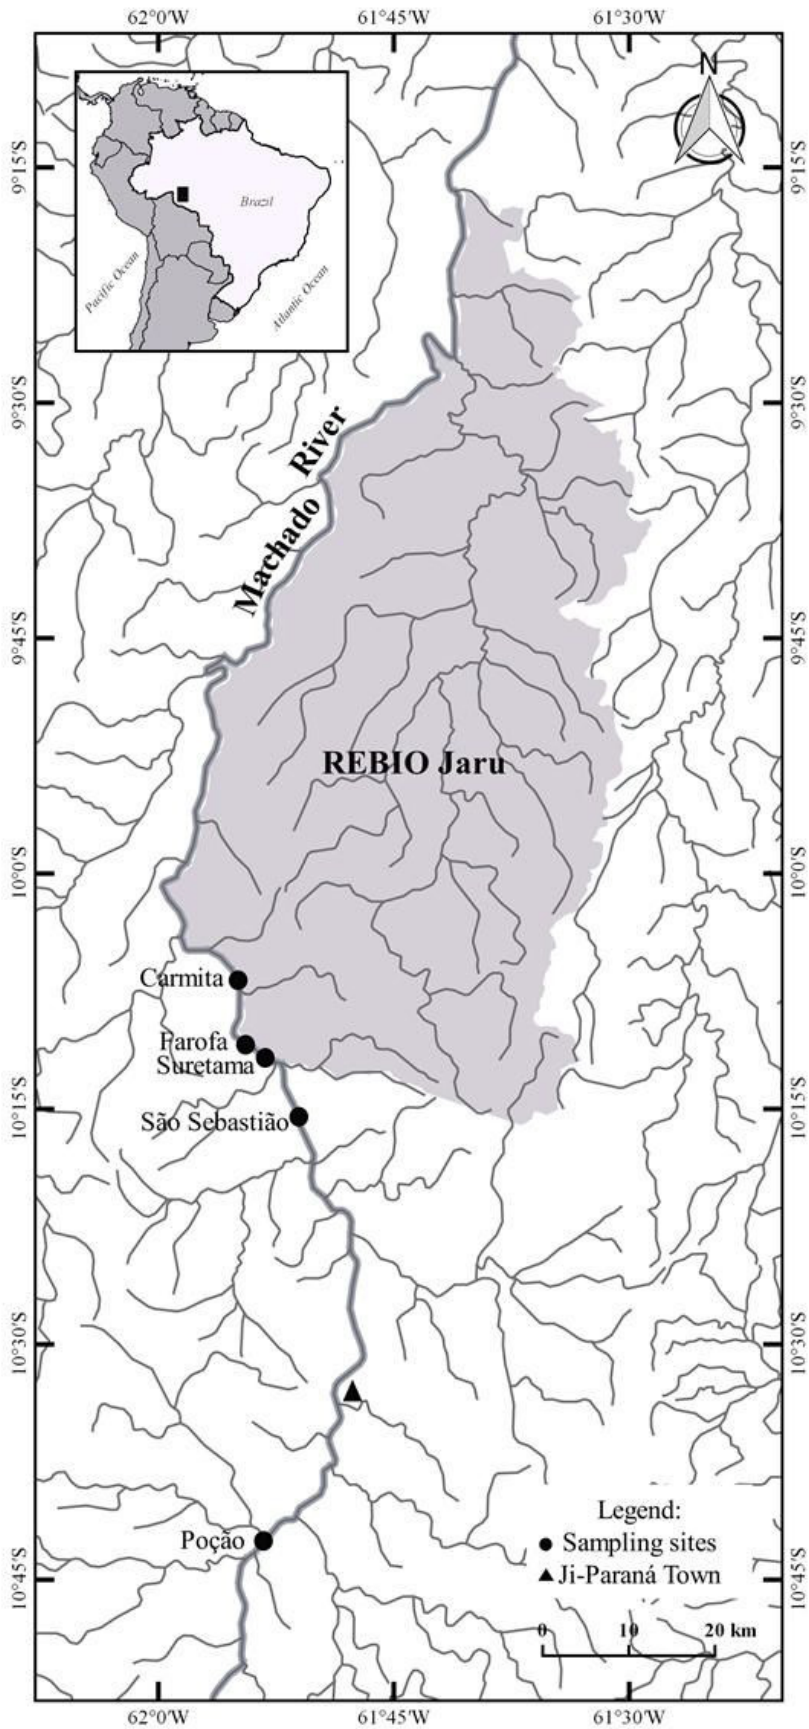 62°0'W 61°45'W 61°30'W
N
9°15'S 9°15'S
Brazil
Pacific Ocean
Atlantic Ocean
9°30'S 9°30'S
Machado River
9°45'S 9°45'S
REBIO Jaru
10°0'S 10°0'S
Carmita
Farofa
Suretama
10°15'S 10°15'S
São Sebastião
10°30'S 10°30'S
Legend:
Sampling sites
Ji-Paraná Town
Poção
10°45'S 10°45'S
0 10 20 km
62°0'W 61°45'W 61°30'W